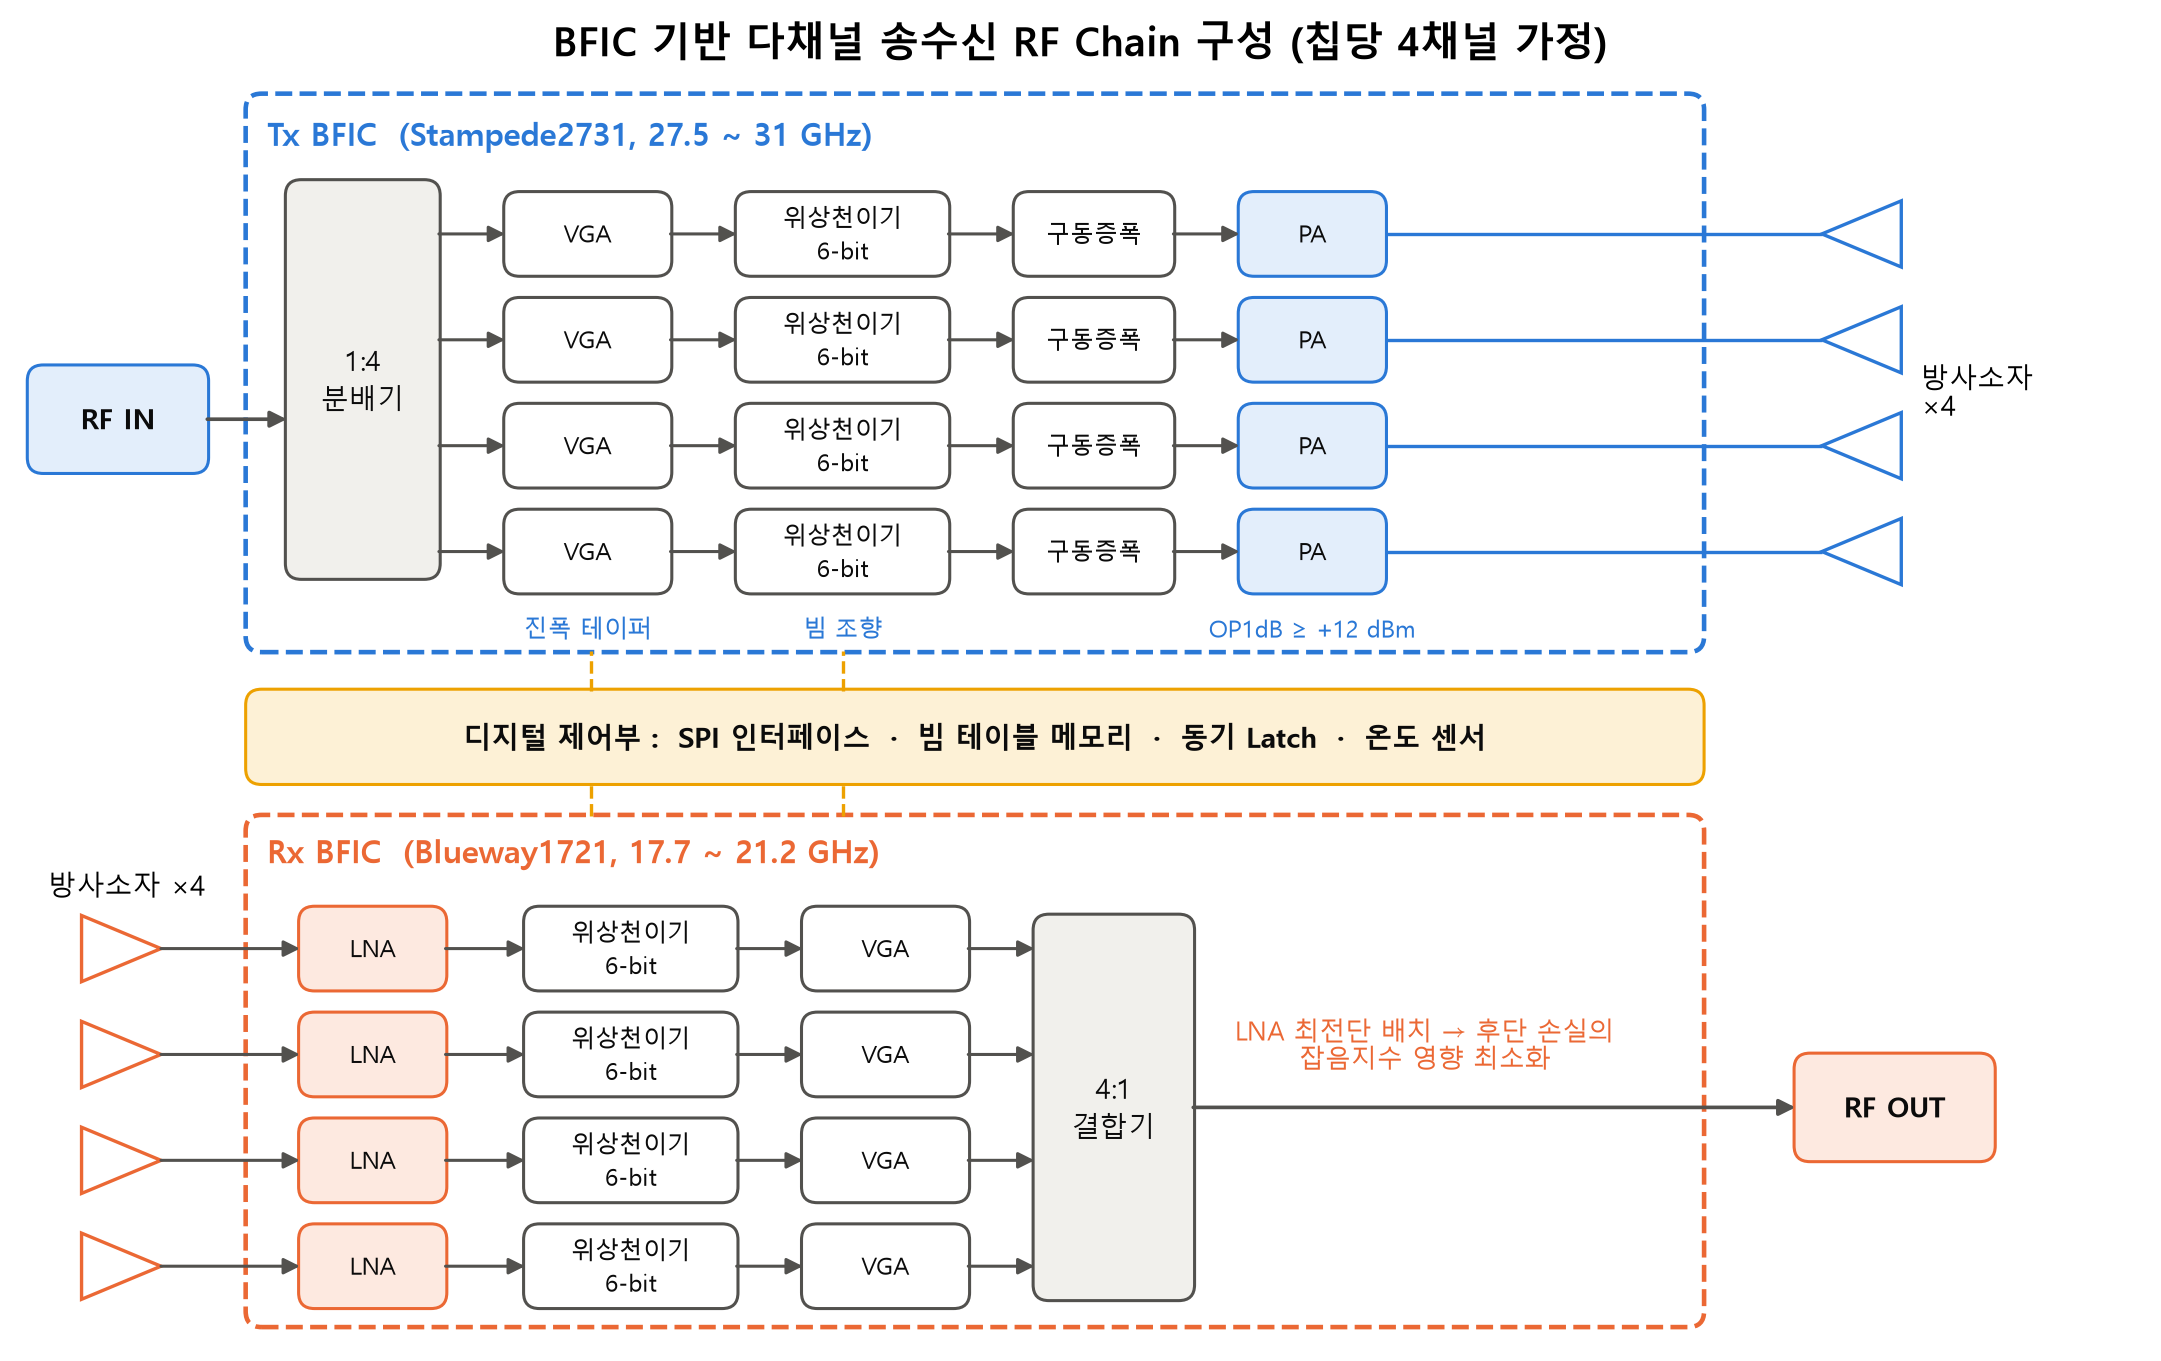 BFIC 기반 다채널 송수신 RF Chain 구성 (칩당 4채널 가정)
Tx BFIC (Stampede2731, 27.5 ~ 31 GHz)
RF IN
1:4
분배기
VGA
위상천이기
6-bit
구동증폭
PA
VGA
위상천이기
6-bit
구동증폭
PA
VGA
위상천이기
6-bit
구동증폭
PA
VGA
위상천이기
6-bit
구동증폭
PA
방사소자
×4
진폭 테이퍼
빔 조향
OP1dB ≥ +12 dBm
디지털 제어부 : SPI 인터페이스 · 빔 테이블 메모리 · 동기 Latch · 온도 센서
Rx BFIC (Blueway1721, 17.7 ~ 21.2 GHz)
방사소자 ×4
LNA
위상천이기
6-bit
VGA
LNA
위상천이기
6-bit
VGA
LNA
위상천이기
6-bit
VGA
LNA
위상천이기
6-bit
VGA
4:1
결합기
LNA 최전단 배치 → 후단 손실의
잡음지수 영향 최소화
RF OUT